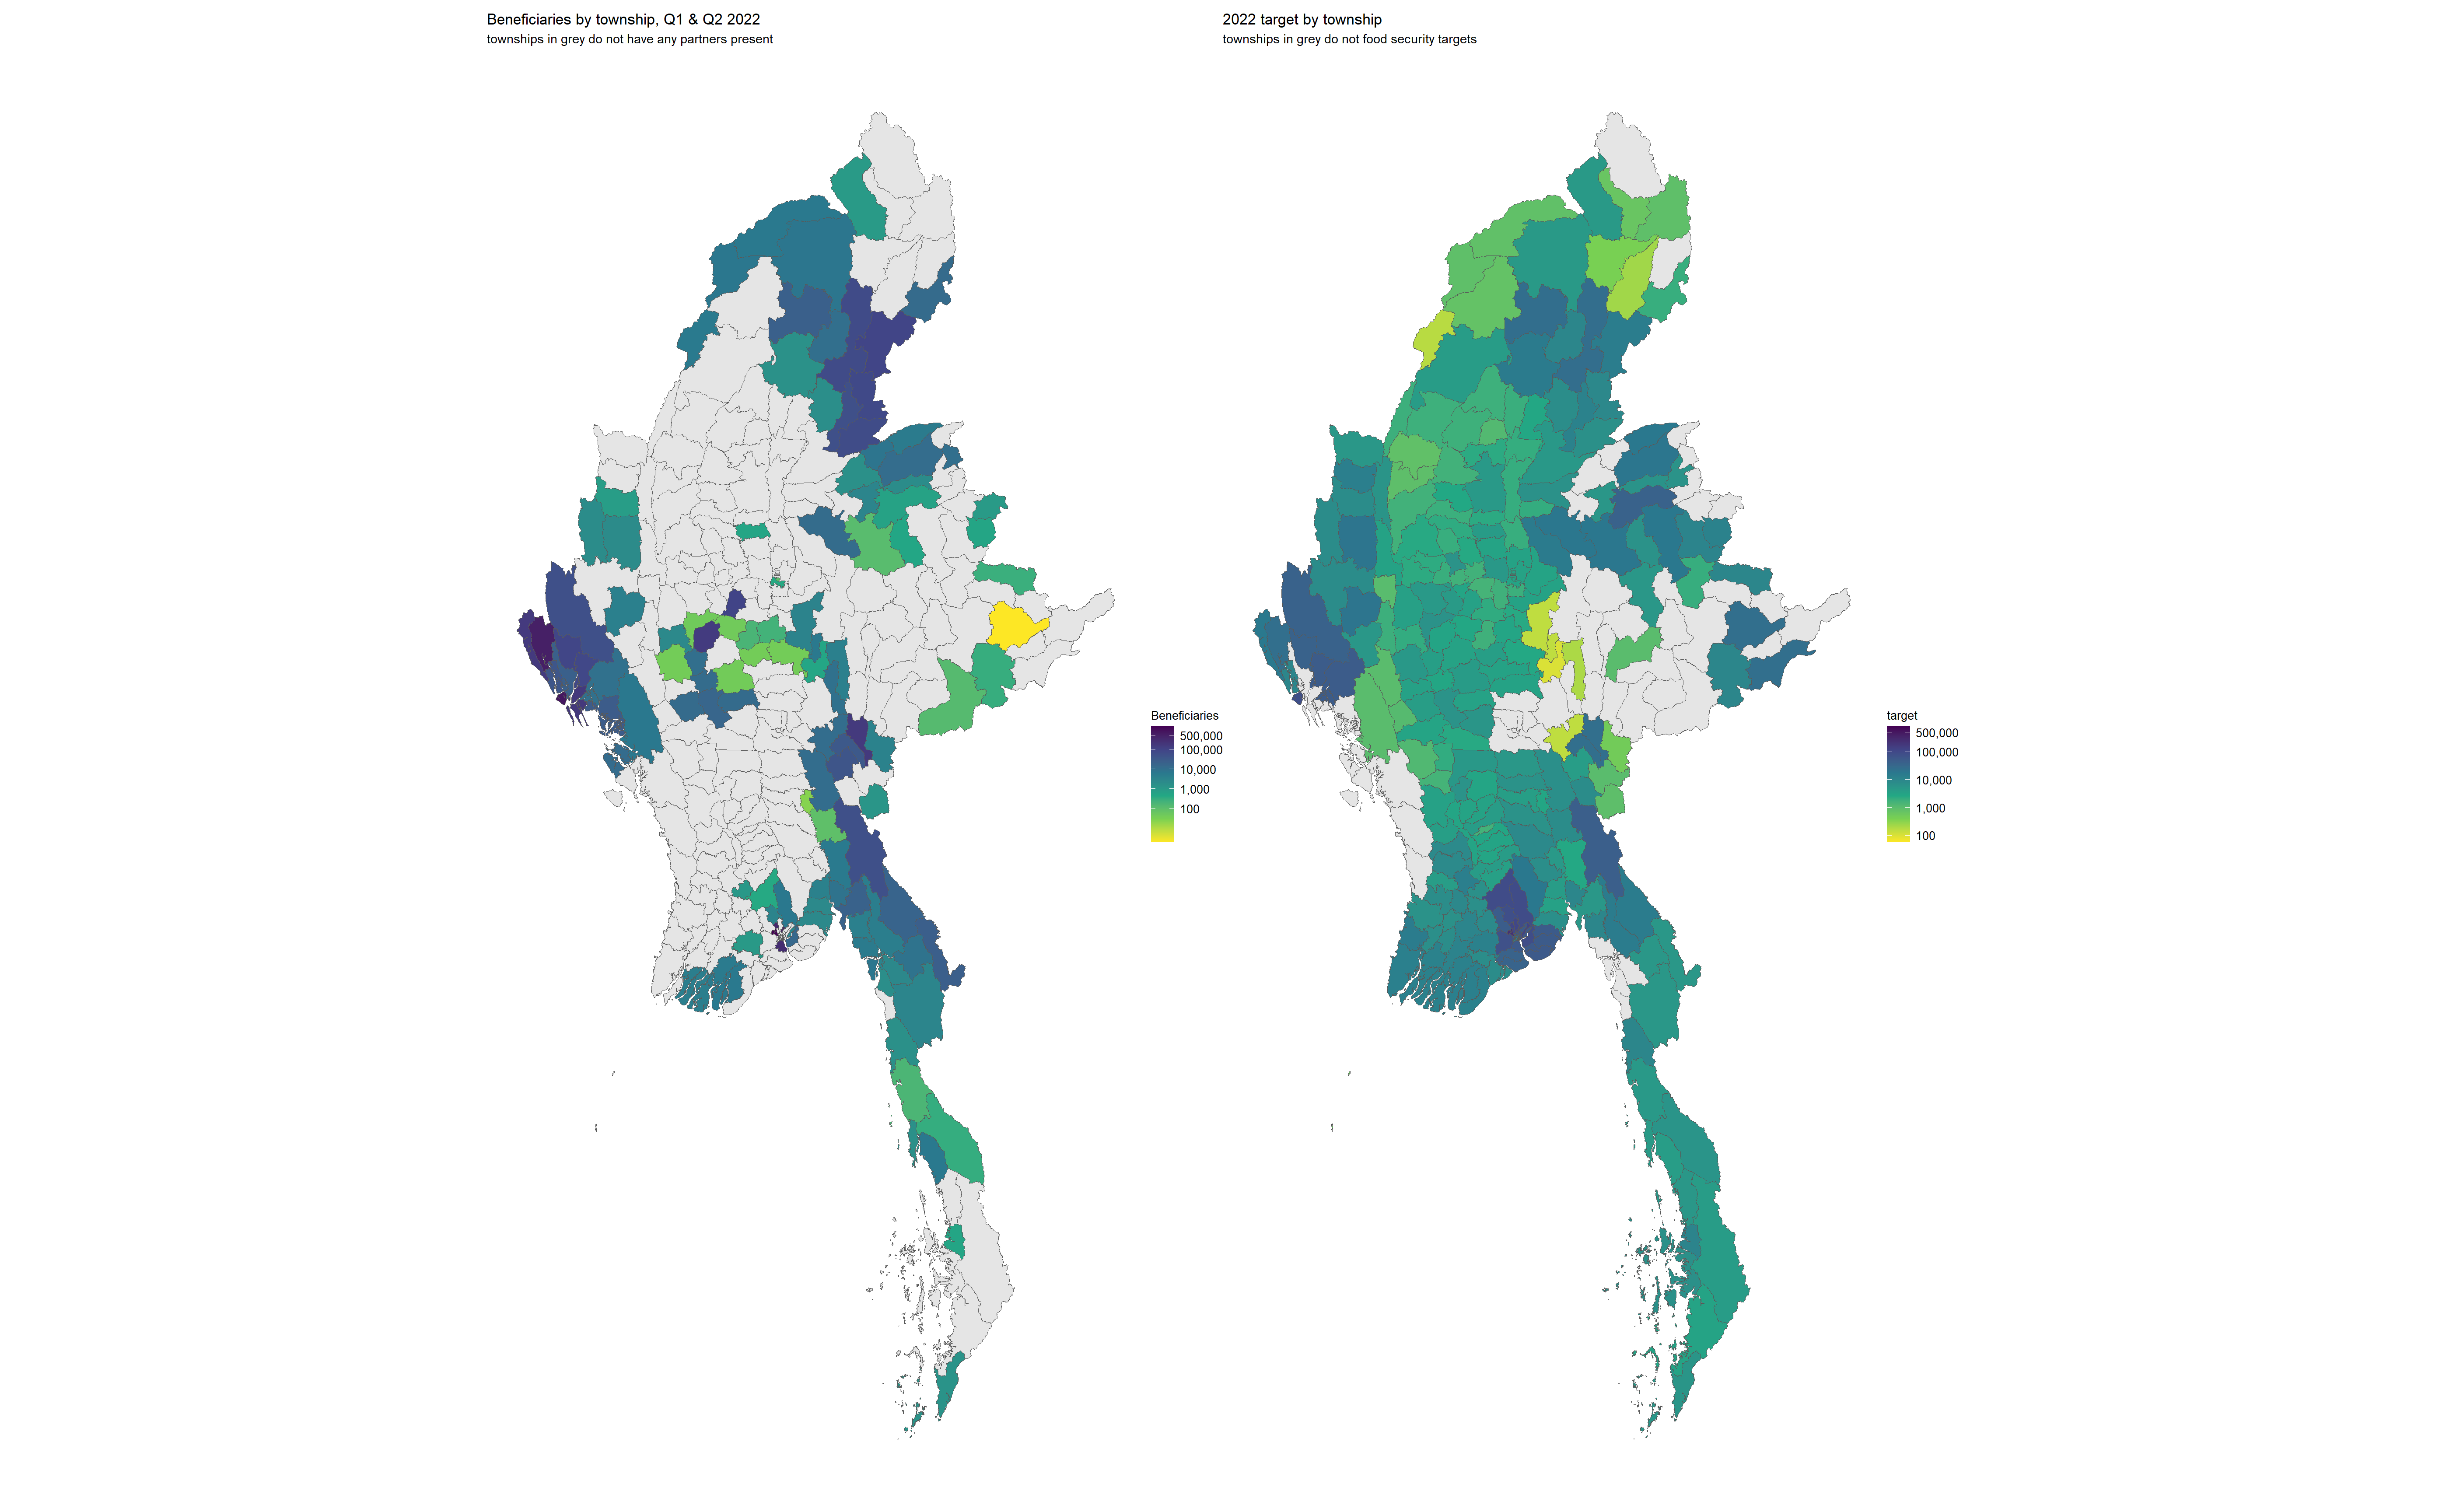 Beneficiaries by township, Q1 & Q2 2022
townships in grey do not have any partners present
2022 target by township
townships in grey do not food security targets
Beneficiaries
500,000
100,000
10,000
1,000
100
target
500,000
100,000
10,000
1,000
100